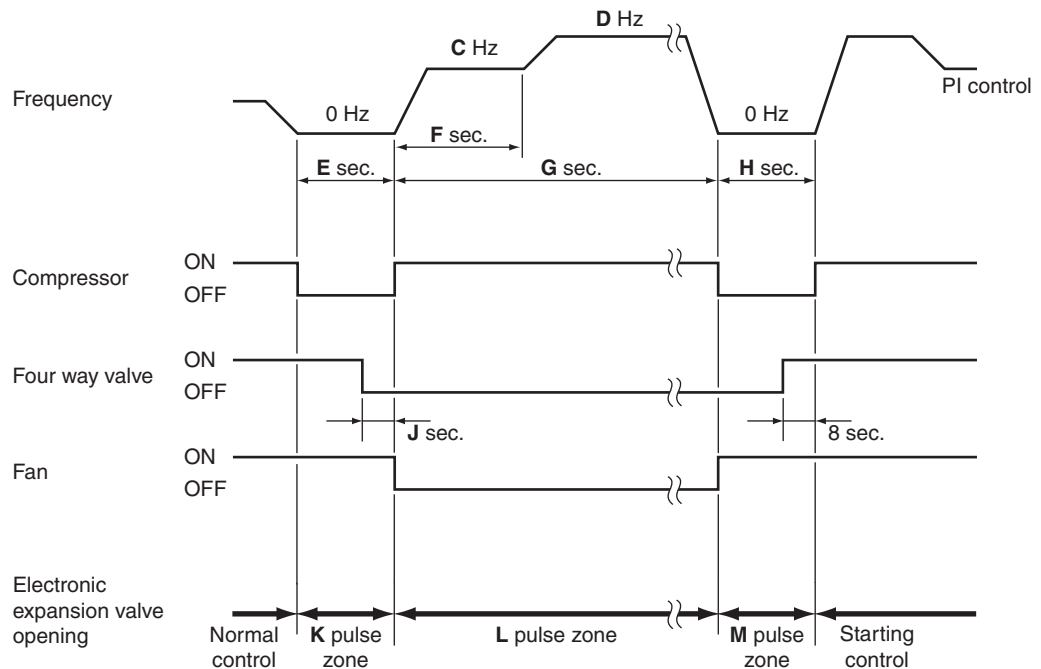 D Hz
C Hz
Frequency
PI control
0 Hz
0 Hz
F sec.
E sec.
G sec.
H sec.
ON
Compressor
OFF
ON
Four way valve
OFF
J sec.
8 sec.
ON
Fan
OFF
Electronic
expansion valve
opening
Normal
control
K pulse
zone
L pulse zone
M pulse
zone
Starting
control